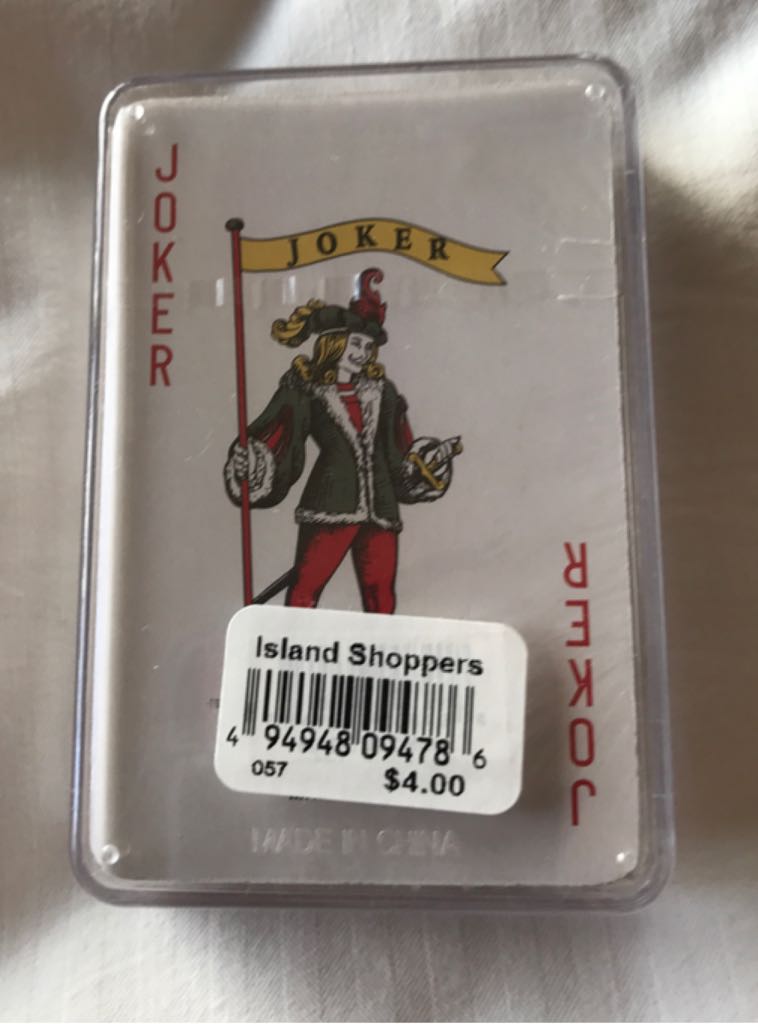 JOKER
JOKER
Island Shoppers
4 94948 09478 6
057
$4.00
MADE IN CHINA
JOKER